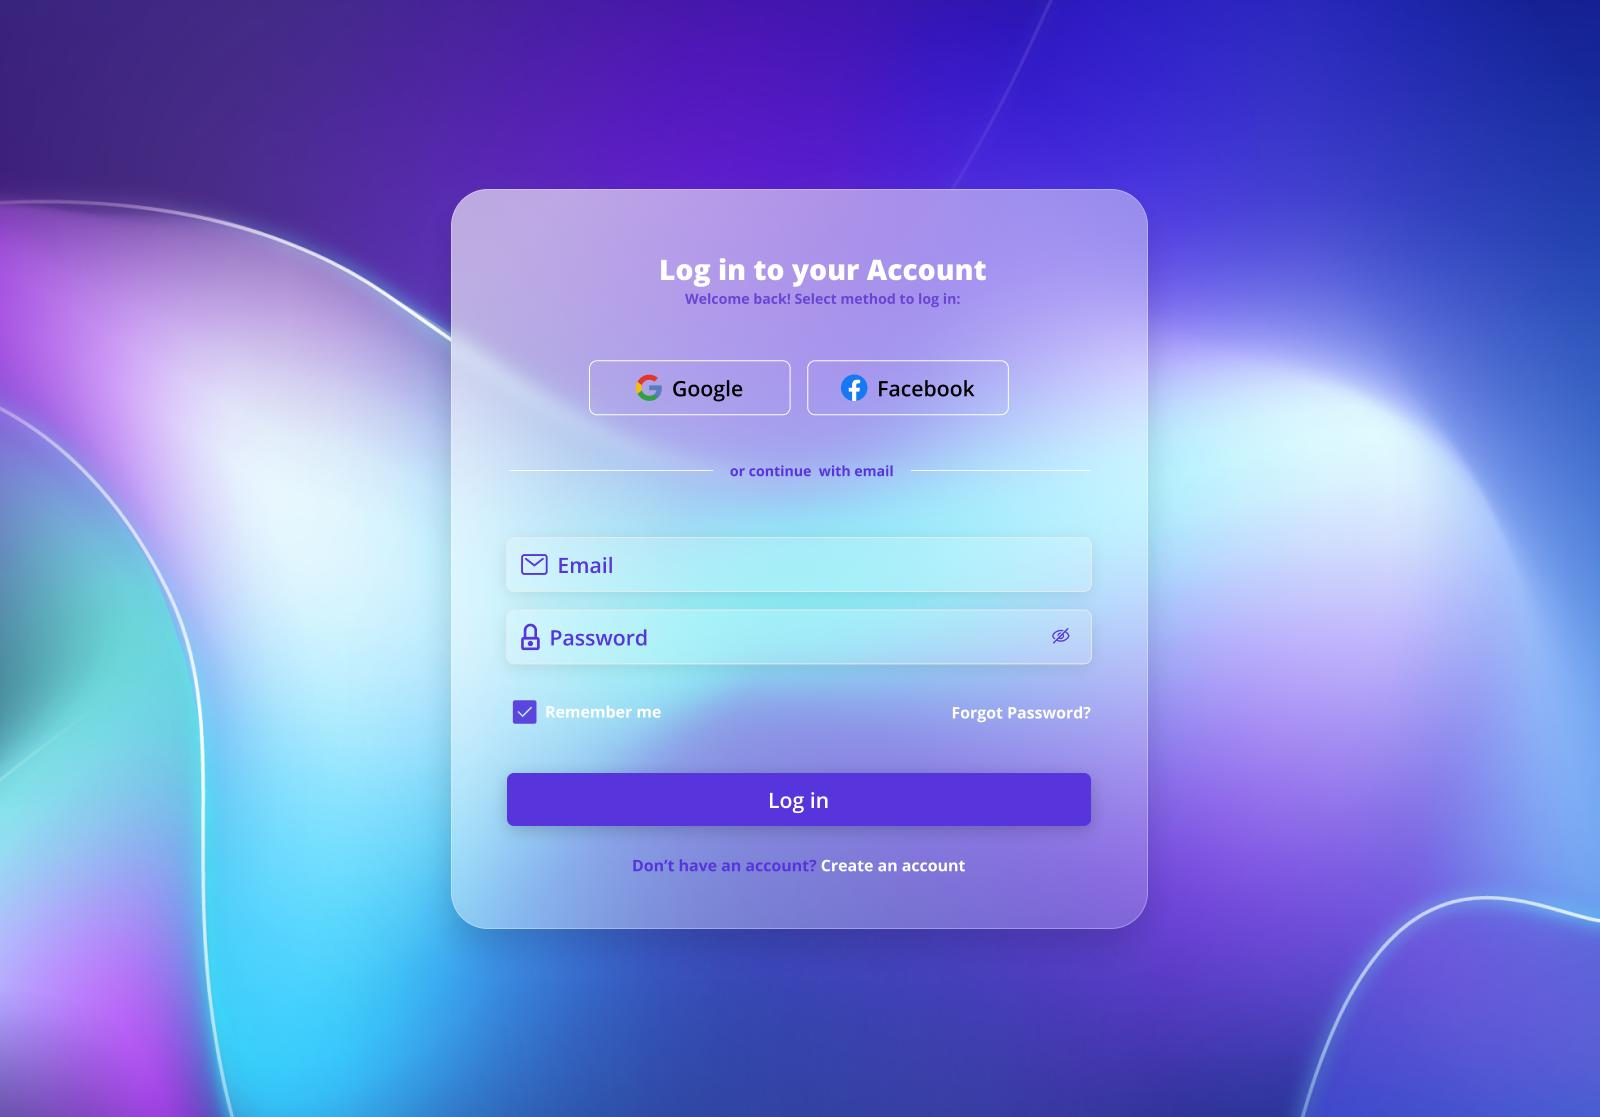 Log in to your Account
Welcome back! Select method to log in:
Google
Facebook
or continue  with email
Email
Password
Remember me
Forgot Password?
Log in
Don’t have an account? Create an account